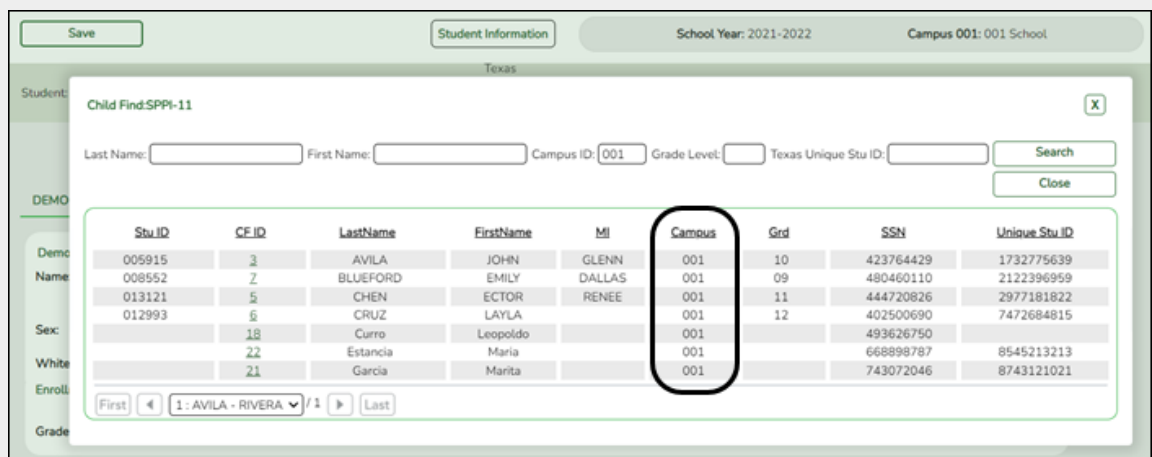 Save Student Information School Year: 2021-2022 Campus 001: 001 School
Texas
Student:
Child Find:SPPI-11 X
Last Name: First Name: Campus ID: 001 Grade Level: Texas Unique Stu ID: Search
Close
DEMO
Stu ID CF ID LastName FirstName MI Campus Grd SSN Unique Stu ID
Demo
005915 3 AVILA JOHN GLENN 001 10 423764429 1732775639
Name:
008552 7 BLUEFORD EMILY DALLAS 001 09 480460110 2122396959
013121 5 CHEN ECTOR RENEE 001 11 444720826 2977181822
012993 6 CRUZ LAYLA 001 12 402500690 7472684815
Sex:
18 Curro Leopoldo 001 493626750
22 Estancia Maria 001 668898787 8545213213
White
21 Garcia Marita 001 743072046 8743121021
Enroll
First 1 : AVILA - RIVERA / 1 Last
Grade